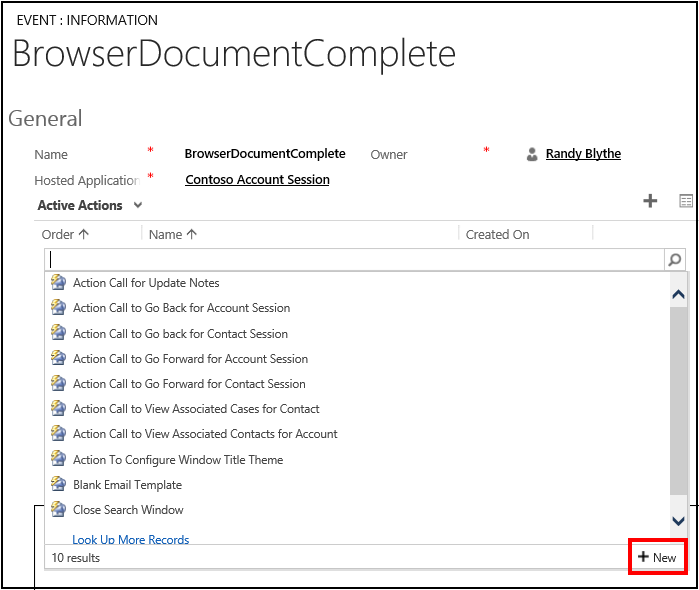 EVENT : INFORMATION
BrowserDocumentComplete
General
Name * BrowserDocumentComplete Owner * Randy Blythe
Hosted Application * Contoso Account Session
Active Actions
Order Name Created On
Action Call for Update Notes
Action Call to Go Back for Account Session
Action Call to Go back for Contact Session
Action Call to Go Forward for Account Session
Action Call to Go Forward for Contact Session
Action Call to View Associated Cases for Contact
Action Call to View Associated Contacts for Account
Action To Configure Window Title Theme
Blank Email Template
Close Search Window
Look Up More Records
10 results + New